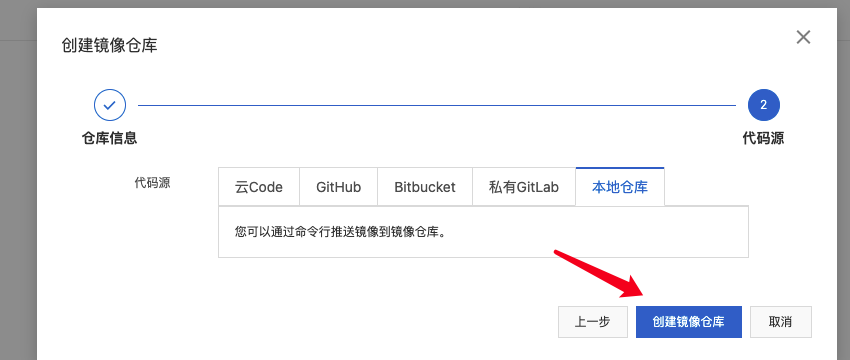 创建镜像仓库
2
仓库信息
代码源
代码源
云Code
GitHub
Bitbucket
私有GitLab
本地仓库
您可以通过命令行推送镜像到镜像仓库。
上一步
创建镜像仓库
取消